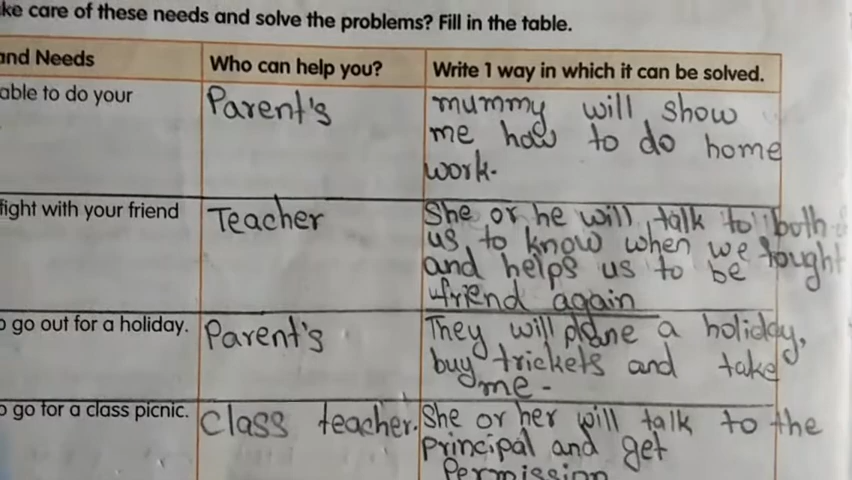 ke care of these needs and solve the problems? Fill in the table.
and Needs Who can help you? Write 1 way in which it can be solved.
able to do your Parent's mummy will show
me how to do home
work.
fight with your friend Teacher She or he will talk to both
us to know when we fought
and helps us to be
friend again
o go out for a holiday. Parent's They will plane a holiday,
buy trickets and take
me -
o go for a class picnic. Class teacher. She or her will talk to the
principal and get
Permission